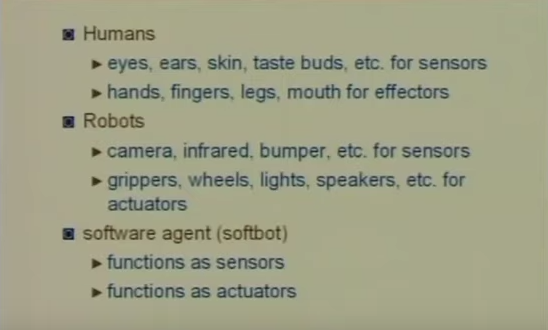 Humans
eyes, ears, skin, taste buds, etc. for sensors
hands, fingers, legs, mouth for effectors
Robots
camera, infrared, bumper, etc. for sensors
grippers, wheels, lights, speakers, etc. for
actuators
software agent (softbot)
functions as sensors
functions as actuators